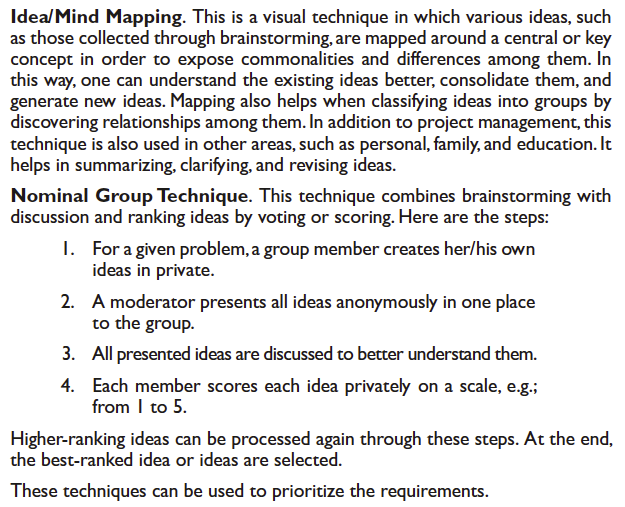 Idea/Mind Mapping. This is a visual technique in which various ideas, such
as those collected through brainstorming, are mapped around a central or key
concept in order to expose commonalities and differences among them. In
this way, one can understand the existing ideas better, consolidate them, and
generate new ideas. Mapping also helps when classifying ideas into groups by
discovering relationships among them. In addition to project management, this
technique is also used in other areas, such as personal, family, and education. It
helps in summarizing, clarifying, and revising ideas.
Nominal Group Technique. This technique combines brainstorming with
discussion and ranking ideas by voting or scoring. Here are the steps:
1. For a given problem, a group member creates her/his own
ideas in private.
2. A moderator presents all ideas anonymously in one place
to the group.
3. All presented ideas are discussed to better understand them.
4. Each member scores each idea privately on a scale, e.g.;
from 1 to 5.
Higher-ranking ideas can be processed again through these steps. At the end,
the best-ranked idea or ideas are selected.
These techniques can be used to prioritize the requirements.